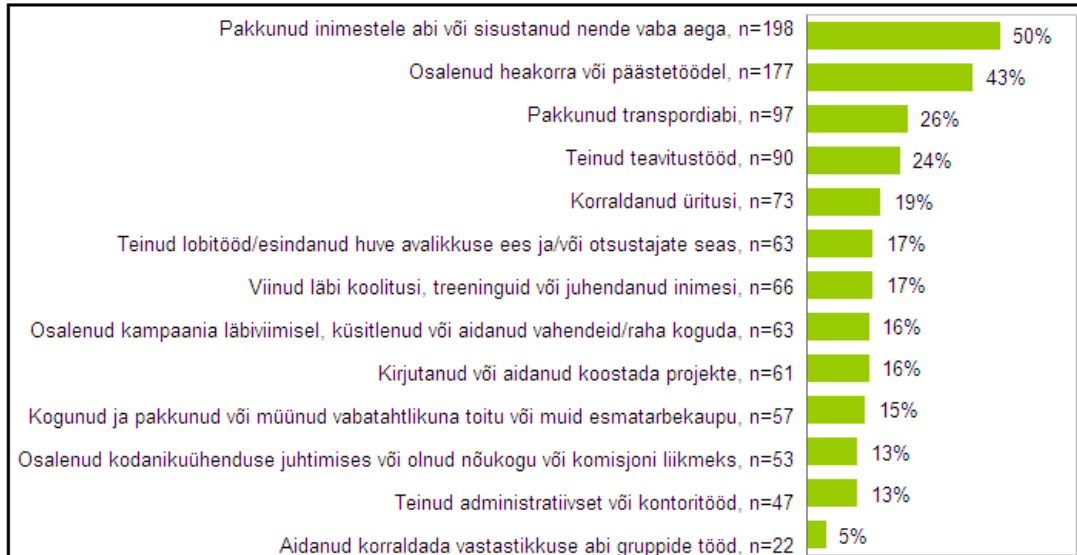 Pakkunud inimestele abi või sisustanud nende vaba aega, n=198 50%
Osalenud heakorra või päästetöödel, n=177 43%
Pakkunud transpordiabi, n=97 26%
Teinud teavitustööd, n=90 24%
Korraldanud üritusi, n=73 19%
Teinud lobitööd/esindanud huve avalikkuse ees ja/või otsustajate seas, n=63 17%
Viinud läbi koolitusi, treeninguid või juhendanud inimesi, n=66 17%
Osalenud kampaania läbiviimisel, küsitlenud või aidanud vahendeid/raha koguda, n=63 16%
Kirjutanud või aidanud koostada projekte, n=61 16%
Kogunud ja pakkunud või müünud vabatahtlikuna toitu või muid esmatarbekaupu, n=57 15%
Osalenud kodanikuühenduse juhtimises või olnud nõukogu või komisjoni liikmeks, n=53 13%
Teinud administratiivset või kontoritööd, n=47 13%
Aidanud korraldada vastastikkuse abi gruppide tööd, n=22 5%